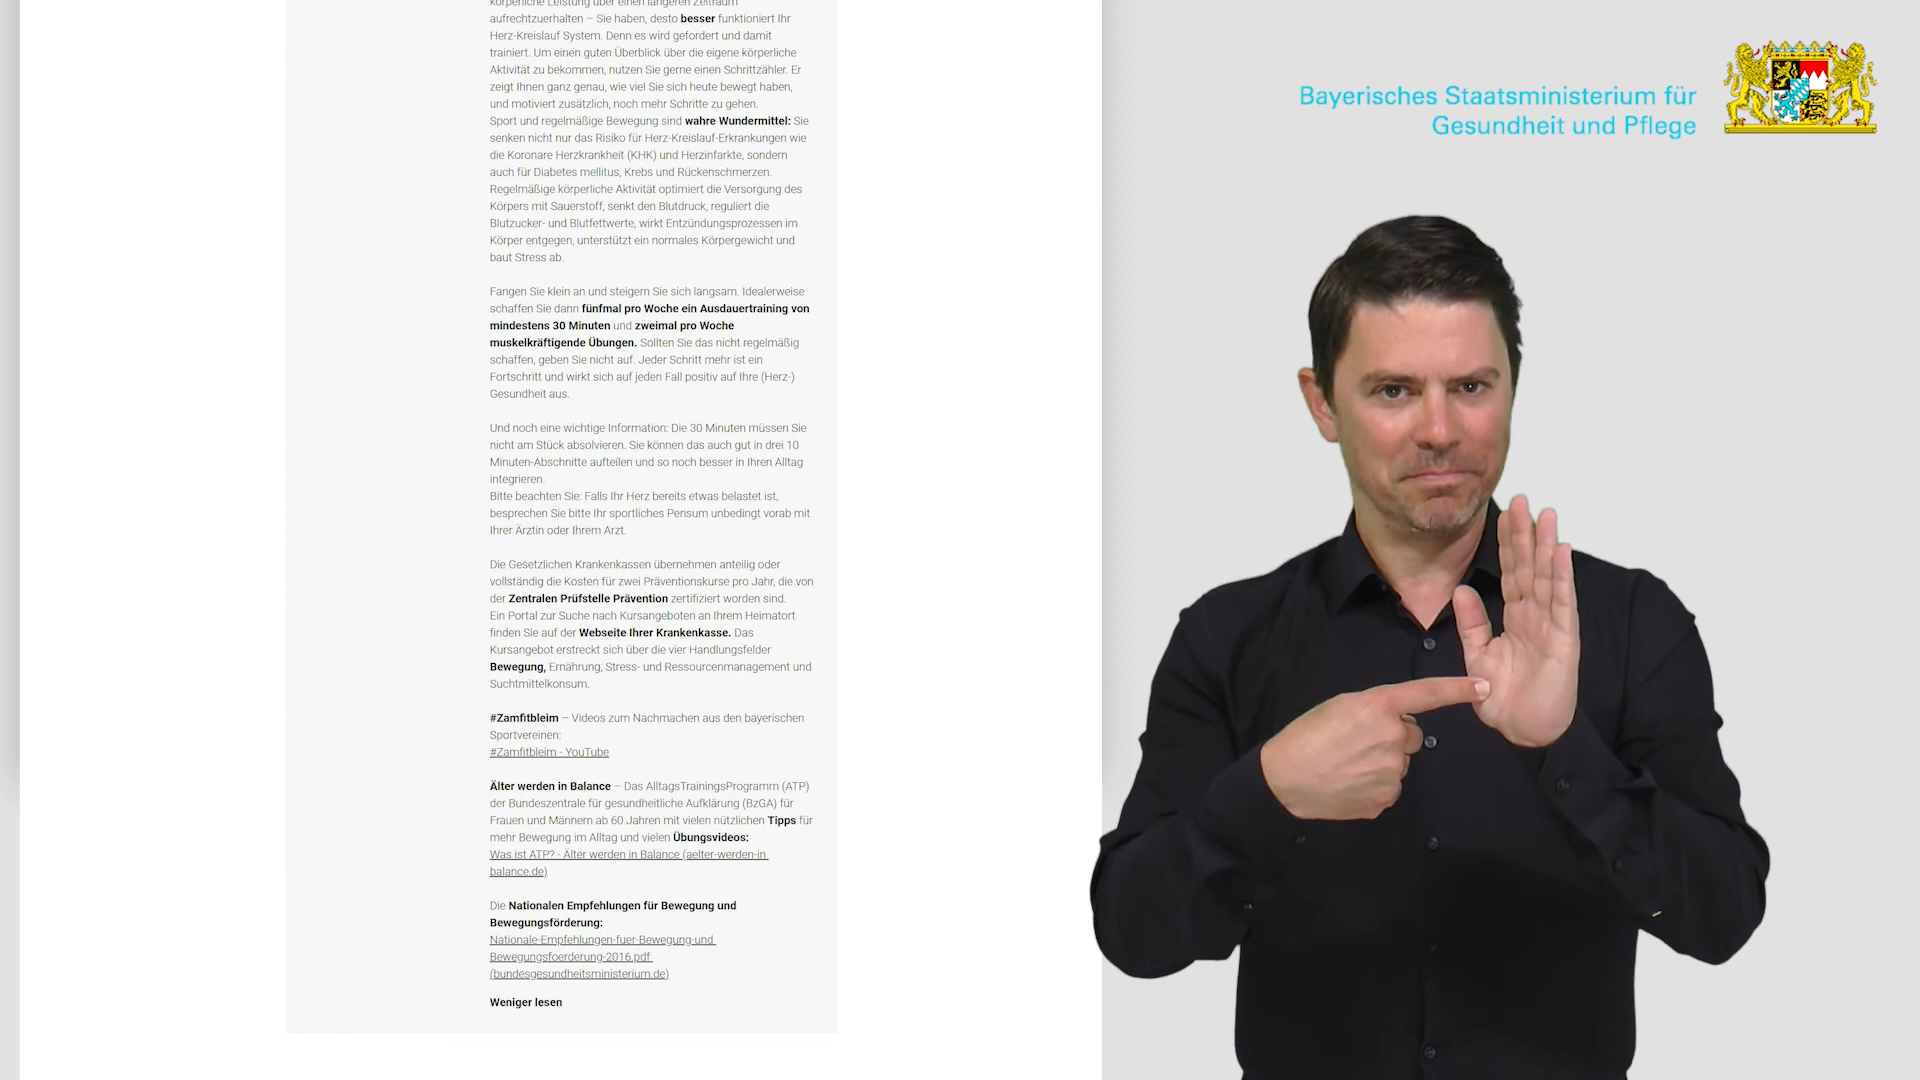 körperliche Leistung über einen längeren Zeitraum
aufrechtzuerhalten – Sie haben, desto besser funktioniert Ihr
Herz-Kreislauf System. Denn es wird gefordert und damit
trainiert. Um einen guten Überblick über die eigene körperliche
Aktivität zu bekommen, nutzen Sie gerne einen Schrittzähler. Er
zeigt Ihnen ganz genau, wie viel Sie sich heute bewegt haben,
und motiviert zusätzlich, noch mehr Schritte zu gehen.
Sport und regelmäßige Bewegung sind wahre Wundermittel: Sie
senken nicht nur das Risiko für Herz-Kreislauf-Erkrankungen wie
die Koronare Herzkrankheit (KHK) und Herzinfarkte, sondern
auch für Diabetes mellitus, Krebs und Rückenschmerzen.
Regelmäßige körperliche Aktivität optimiert die Versorgung des
Körpers mit Sauerstoff, senkt den Blutdruck, reguliert die
Blutzucker- und Blutfettwerte, wirkt Entzündungsprozessen im
Körper entgegen, unterstützt ein normales Körpergewicht und
baut Stress ab.
Fangen Sie klein an und steigern Sie sich langsam. Idealerweise
schaffen Sie dann fünfmal pro Woche ein Ausdauertraining von
mindestens 30 Minuten und zweimal pro Woche
muskelkräftigende Übungen. Sollten Sie das nicht regelmäßig
schaffen, geben Sie nicht auf. Jeder Schritt mehr ist ein
Fortschritt und wirkt sich auf jeden Fall positiv auf Ihre (Herz-)
Gesundheit aus.
Und noch eine wichtige Information: Die 30 Minuten müssen Sie
nicht am Stück absolvieren. Sie können das auch gut in drei 10
Minuten-Abschnitte aufteilen und so noch besser in Ihren Alltag
integrieren.
Bitte beachten Sie: Falls Ihr Herz bereits etwas belastet ist,
besprechen Sie bitte Ihr sportliches Pensum unbedingt vorab mit
Ihrer Ärztin oder Ihrem Arzt.
Die Gesetzlichen Krankenkassen übernehmen anteilig oder
vollständig die Kosten für zwei Präventionskurse pro Jahr, die von
der Zentralen Prüfstelle Prävention zertifiziert worden sind.
Ein Portal zur Suche nach Kursangeboten an Ihrem Heimatort
finden Sie auf der Webseite Ihrer Krankenkasse. Das
Kursangebot erstreckt sich über die vier Handlungsfelder
Bewegung, Ernährung, Stress- und Ressourcenmanagement und
Suchtmittelkonsum.
#Zamfitbleim – Videos zum Nachmachen aus den bayerischen
Sportvereinen:
#Zamfitbleim - YouTube
Älter werden in Balance – Das AlltagsTrainingsProgramm (ATP)
der Bundeszentrale für gesundheitliche Aufklärung (BzGA) für
Frauen und Männern ab 60 Jahren mit vielen nützlichen Tipps für
mehr Bewegung im Alltag und vielen Übungsvideos:
Was ist ATP? - Älter werden in Balance (aelter-werden-in
balance.de)
Die Nationalen Empfehlungen für Bewegung und
Bewegungsförderung:
Nationale-Empfehlungen-fuer-Bewegung-und
Bewegungsfoerderung-2016.pdf
(bundesgesundheitsministerium.de)
Weniger lesen
Bayerisches Staatsministerium für
Gesundheit und Pflege